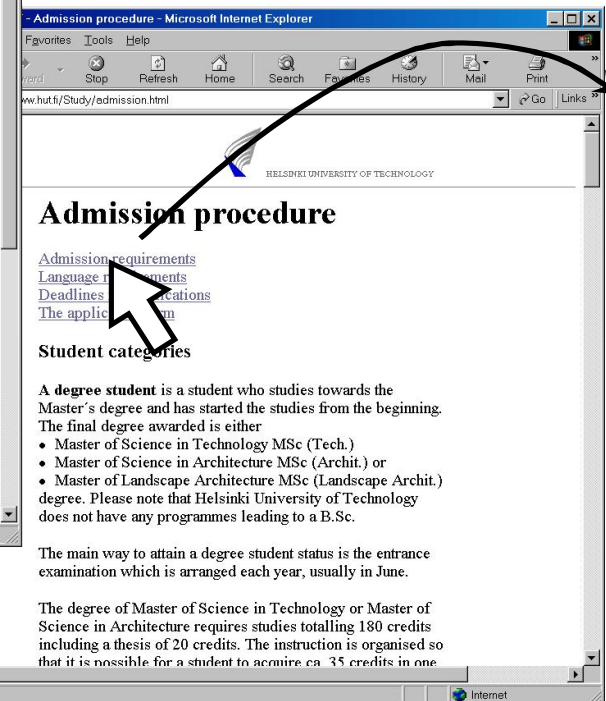 - Admission procedure - Microsoft Internet Explorer
Favorites Tools Help
Stop Refresh Home Search Favorites History Mail Print »
ww.hut.fi/Study/admission.html Go Links »
HELSINKI UNIVERSITY OF TECHNOLOGY
Admission procedure
Admission requirements
Language requirements
Deadlines
The application form
Student categories
A degree student is a student who studies towards the
Master´s degree and has started the studies from the beginning.
The final degree awarded is either
• Master of Science in Technology MSc (Tech.)
• Master of Science in Architecture MSc (Archit.) or
• Master of Landscape Architecture MSc (Landscape Archit.)
degree. Please note that Helsinki University of Technology
does not have any programmes leading to a B.Sc.
The main way to attain a degree student status is the entrance
examination which is arranged each year, usually in June.
The degree of Master of Science in Technology or Master of
Science in Architecture requires studies totalling 180 credits
including a thesis of 20 credits. The instruction is organised so
that it is possible for a student to acquire ca. 35 credits in one
Internet